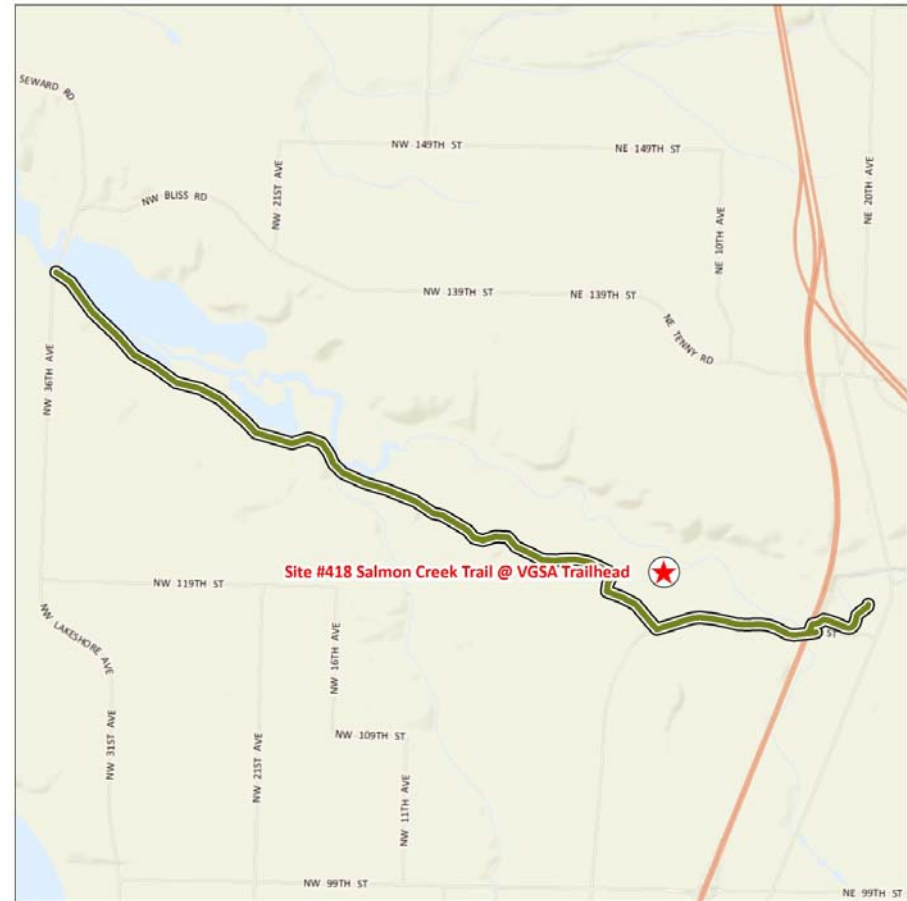 SEWARD RD
NW 149TH ST
NE 149TH ST
NE 20TH AVE
NW BLISS RD
NW 21ST AVE
NE 10TH AVE
NW 139TH ST
NE 139TH ST
NE TENNY RD
NW 36TH AVE
Site #418 Salmon Creek Trail @ VGSA Trailhead
NW 119TH ST
NW LAKESHORE AVE
ST
NW 16TH AVE
NW 31ST AVE
NW 21ST AVE
NW 109TH ST
NW 11TH AVE
NW 99TH ST
NE 99TH ST